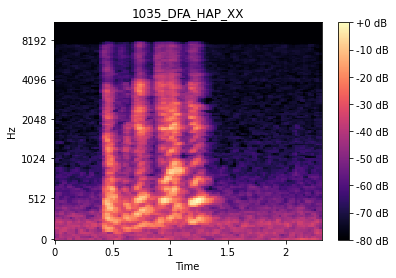 1035_DFA_HAP_XX
+0 dB
8192
-10 dB
4096
-20 dB
-30 dB
2048
Hz
-40 dB
1024
-50 dB
512
-60 dB
-70 dB
0
-80 dB
0 0.5 1 1.5 2
Time